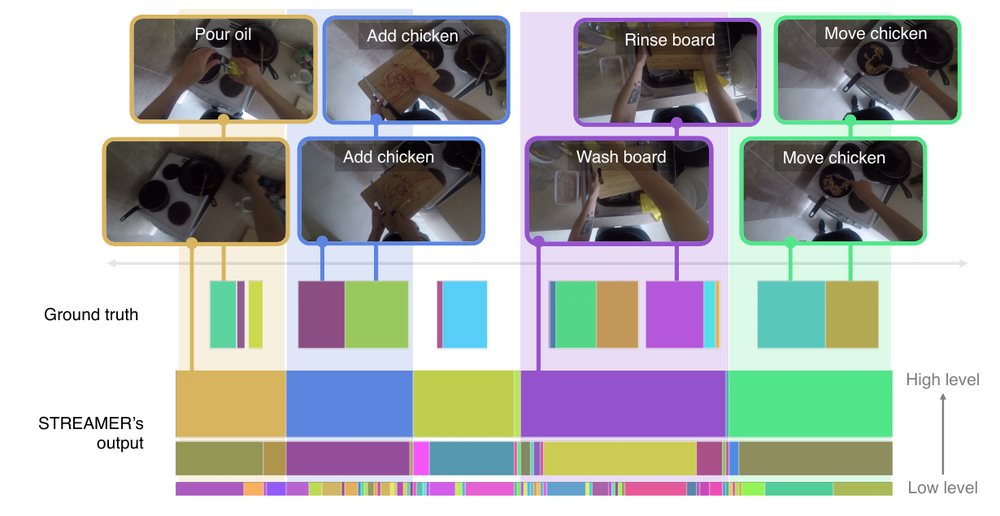 Pour oil
Add chicken
Rinse board
Move chicken
Add chicken
Wash board
Move chicken
Ground truth
High level
STREAMER's
output
Low level